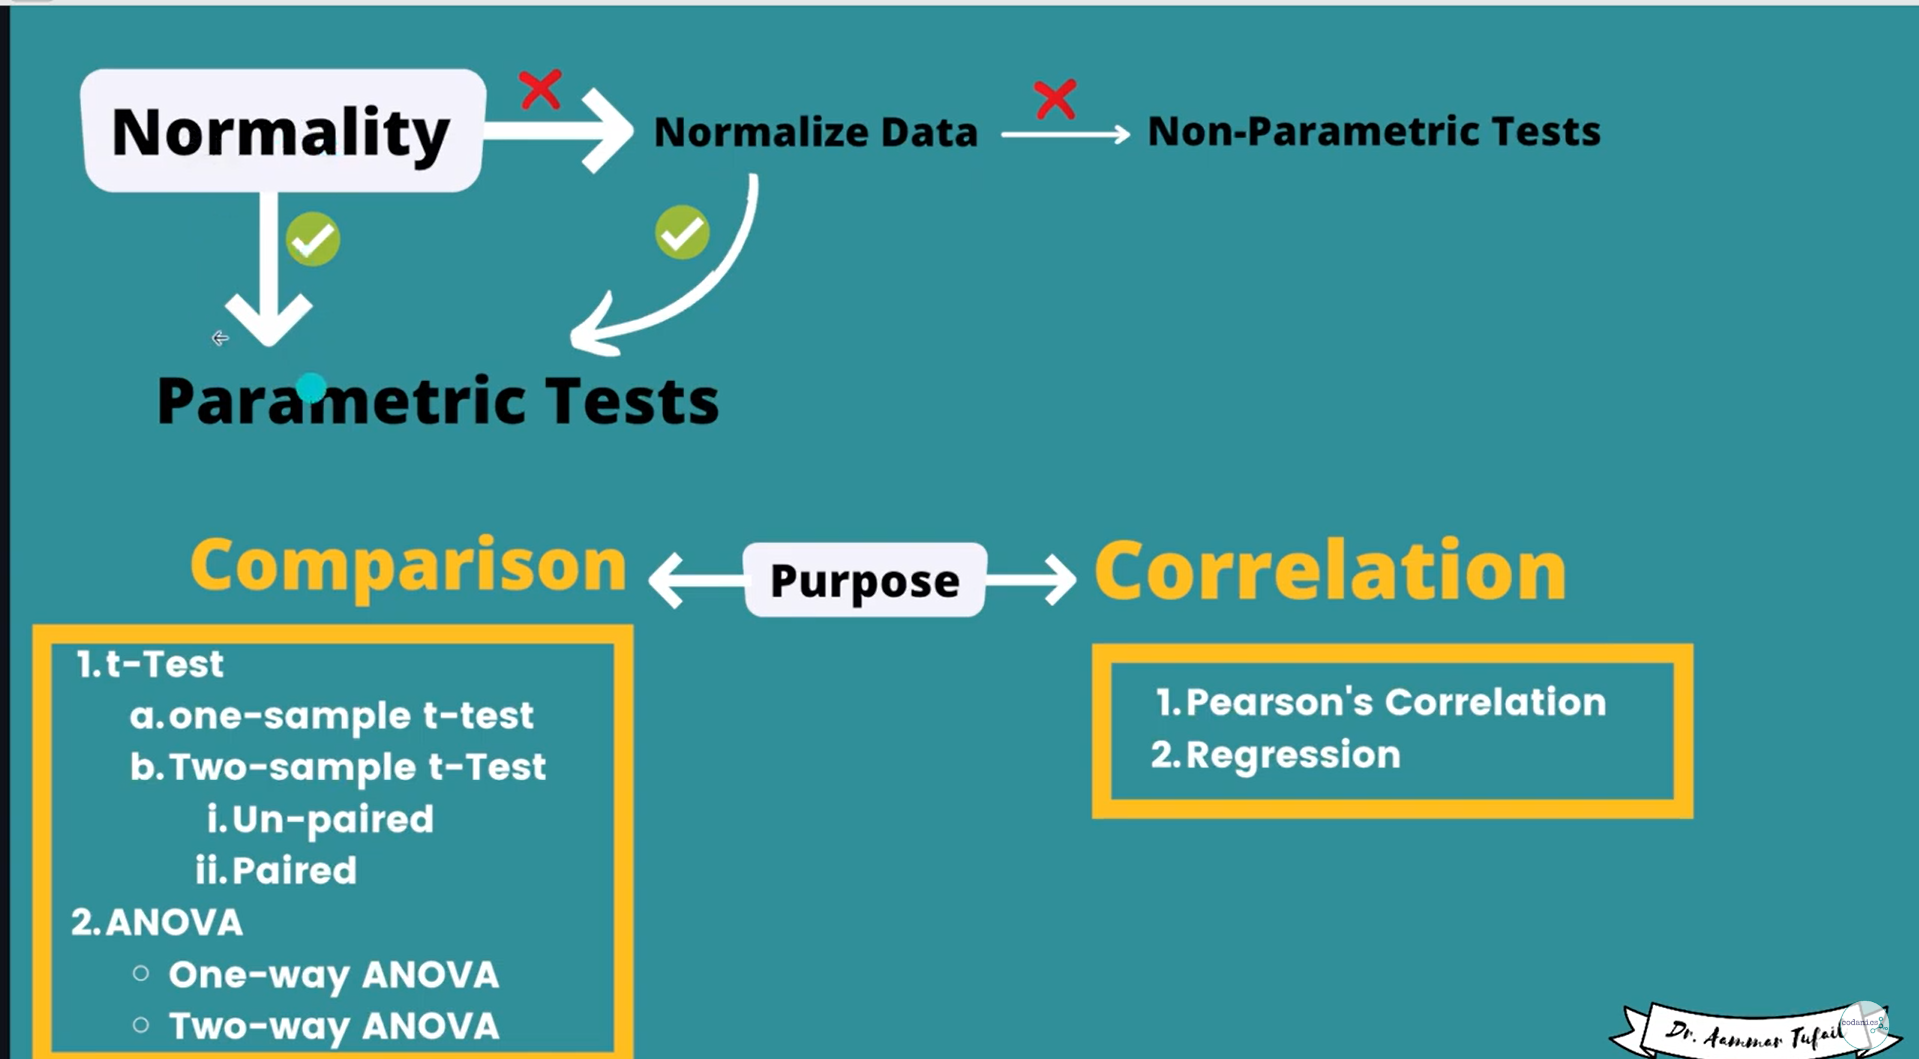 Normality
Normalize Data
Non-Parametric Tests
Parametric Tests
Comparison
Purpose
Correlation
1. t-Test
a. one-sample t-test
b. Two-sample t-Test
i. Un-paired
ii. Paired
2. ANOVA
○ One-way ANOVA
○ Two-way ANOVA
1. Pearson's Correlation
2. Regression
Dr. Aammar Tufail
codanics